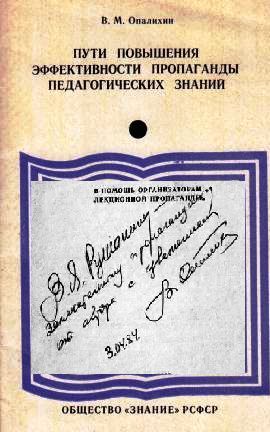 В. М. Опалихин
ПУТИ ПОВЫШЕНИЯ
ЭФФЕКТИВНОСТИ ПРОПАГАНДЫ
ПЕДАГОГИЧЕСКИХ ЗНАНИЙ
В ПОМОЩЬ ОРГАНИЗАТОРАМ
ЛЕКЦИОННОЙ ПРОПАГАНДЫ
от автора с
3.04.84
ОБЩЕСТВО «ЗНАНИЕ» РСФСР